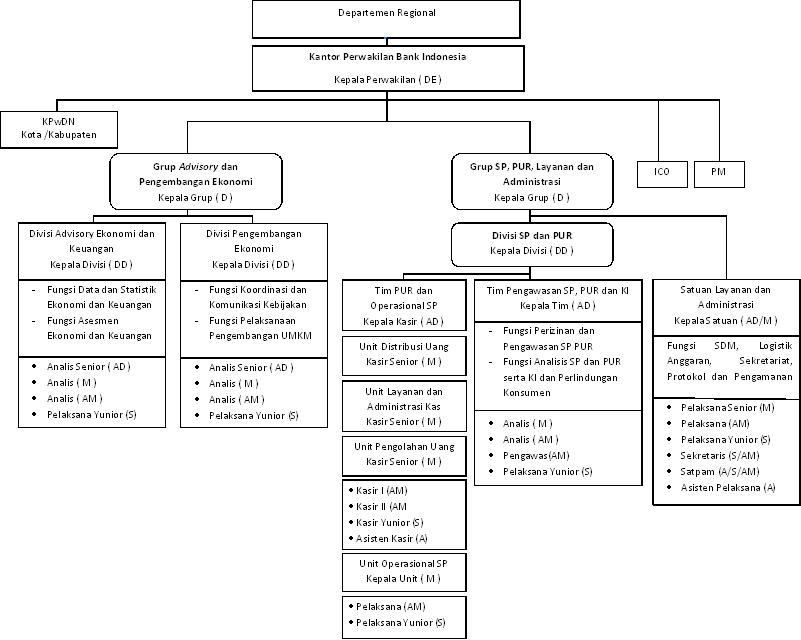 Departemen Regional
Kantor Perwakilan Bank Indonesia
Kepala Perwakilan ( DE )
KPwDN
Kota /Kabupaten
Grup Advisory dan
Pengembangan Ekonomi
Kepala Grup ( D )
Grup SP, PUR, Layanan dan
Administrasi
Kepala Grup ( D )
ICO
PM
Divisi Advisory Ekonomi dan
Keuangan
Kepala Divisi ( DD )
- Fungsi Data dan Statistik
Ekonomi dan Keuangan
- Fungsi Asesmen
Ekonomi dan Keuangan
• Analis Senior ( AD )
• Analis ( M )
• Analis ( AM )
• Pelaksana Yunior (S)
Divisi Pengembangan
Ekonomi
Kepala Divisi ( DD )
- Fungsi Koordinasi dan
Komunikasi Kebijakan
- Fungsi Pelaksanaan
Pengembangan UMKM
• Analis Senior ( AD )
• Analis ( M )
• Analis ( AM )
• Pelaksana Yunior (S)
Divisi SP dan PUR
Kepala Divisi ( DD )
Tim PUR dan
Operasional SP
Kepala Kasir ( AD )
Unit Distribusi Uang
Kasir Senior ( M )
Unit Layanan dan
Administrasi Kas
Kasir Senior ( M )
Unit Pengolahan Uang
Kasir Senior ( M )
• Kasir I (AM)
• Kasir II (AM
• Kasir Yunior (S)
• Asisten Kasir (A)
Unit Operasional SP
Kepala Unit ( M )
• Pelaksana (AM)
• Pelaksana Yunior (S)
Tim Pengawasan SP, PUR dan KI
Kepala Tim ( AD )
- Fungsi Perizinan dan
Pengawasan SP PUR
- Fungsi Analisis SP dan PUR
serta KI dan Perlindungan
Konsumen
• Analis ( M )
• Analis ( AM )
• Pengawas(AM)
• Pelaksana Yunior (S)
Satuan Layanan dan
Administrasi
Kepala Satuan ( AD/M )
Fungsi SDM, Logistik
Anggaran, Sekretariat,
Protokol dan Pengamanan
• Pelaksana Senior (M)
• Pelaksana (AM)
• Pelaksana Yunior (S)
• Sekretaris (S/AM)
• Satpam (A/S/AM)
• Asisten Pelaksana (A)